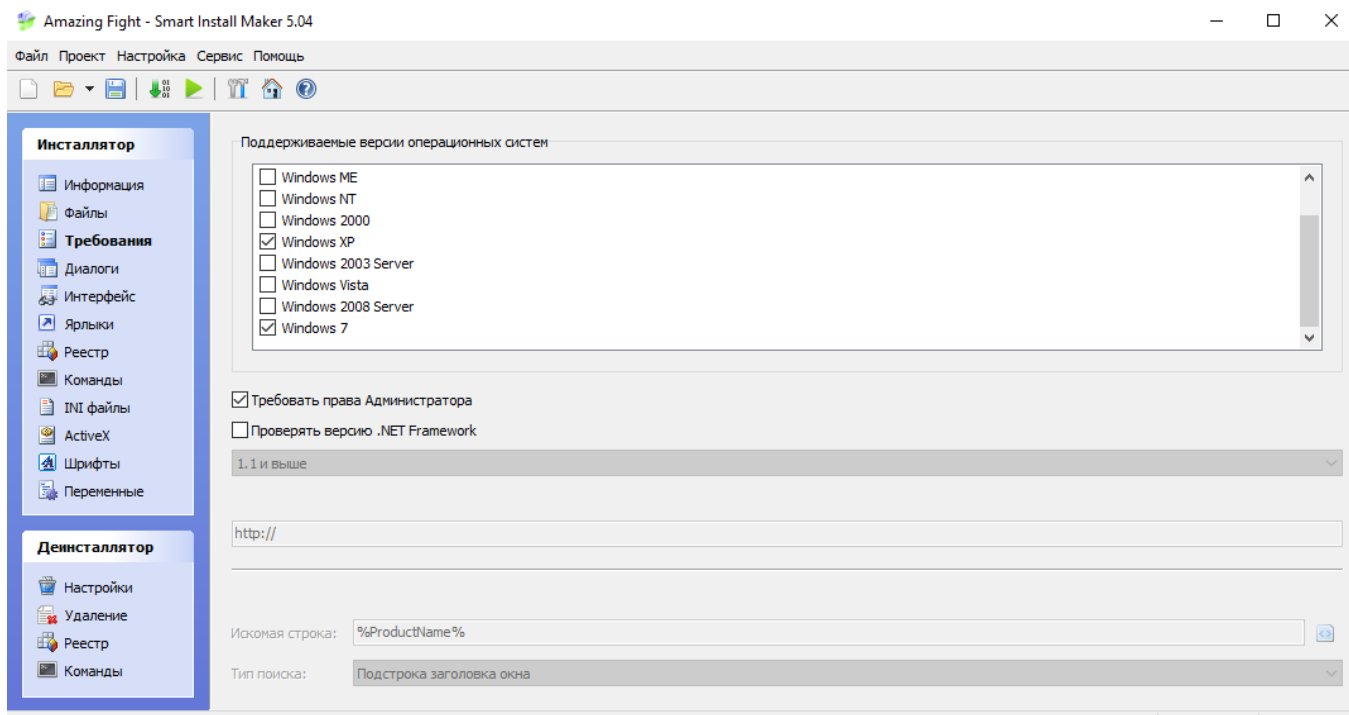 Amazing Fight - Smart Install Maker 5.04
Файл Проект Настройка Сервис Помощь
Инсталлятор
Информация
Файлы
Требования
Диалоги
Интерфейс
Ярлыки
Реестр
Команды
INI файлы
ActiveX
Шрифты
Переменные
Деинсталлятор
Настройки
Удаление
Реестр
Команды
Поддерживаемые версии операционных систем
Windows ME
Windows NT
Windows 2000
Windows XP
Windows 2003 Server
Windows Vista
Windows 2008 Server
Windows 7
Требовать права Администратора
Проверять версию .NET Framework
1.1 и выше
http://
Искомая строка: %ProductName%
Тип поиска: Подстрока заголовка окна